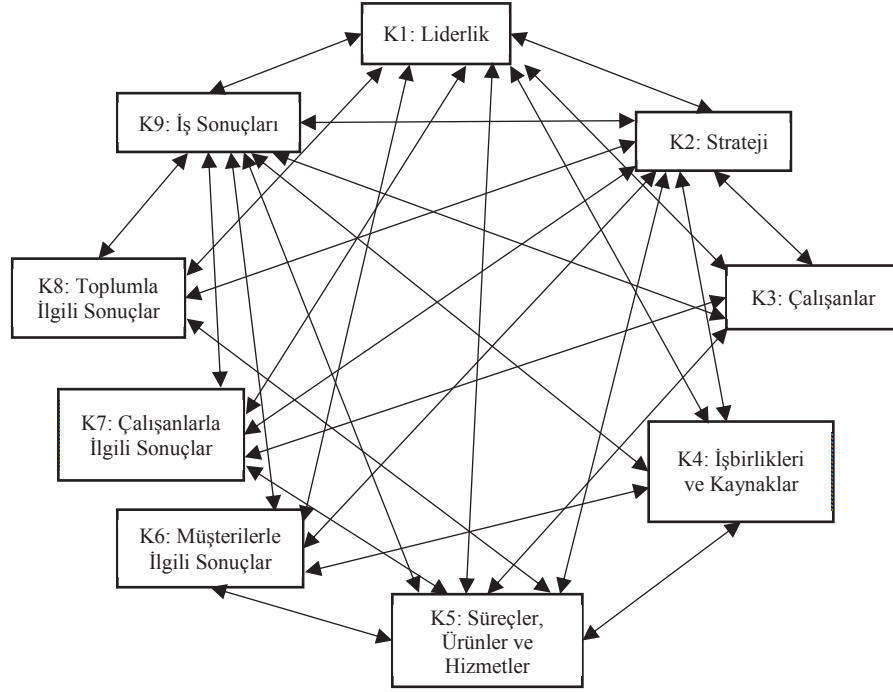 K1: Liderlik
K9: İş Sonuçları
K2: Strateji
K8: Toplumla
İlgili Sonuçlar
K3: Çalışanlar
K7: Çalışanlarla
İlgili Sonuçlar
K4: İşbirlikleri
ve Kaynaklar
K6: Müşterilerle
İlgili Sonuçlar
K5: Süreçler,
Ürünler ve
Hizmetler